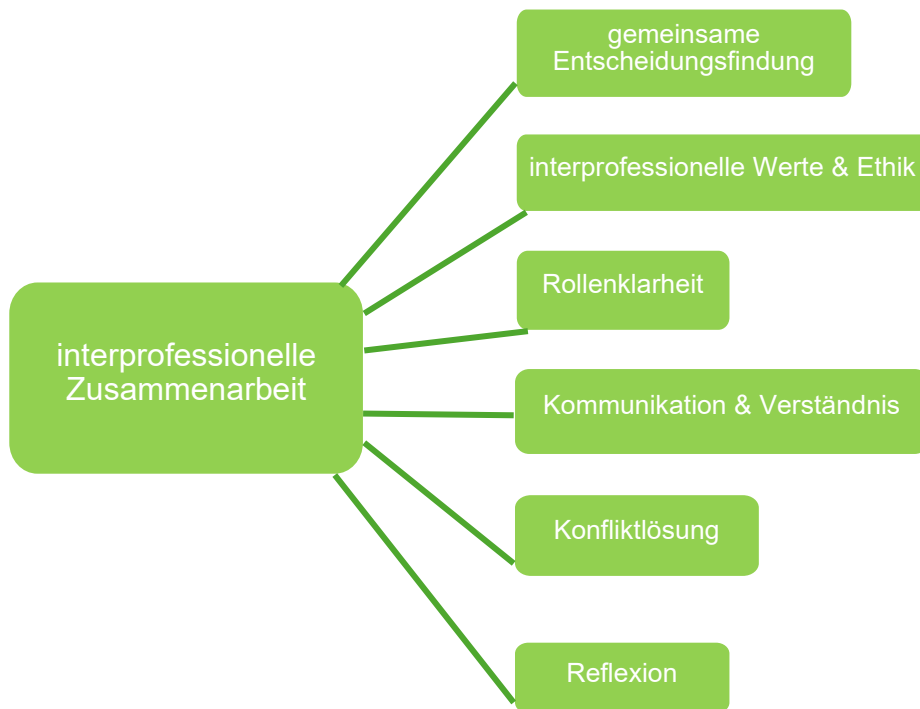 gemeinsame
Entscheidungsfindung
interprofessionelle Werte & Ethik
Rollenklarheit
interprofessionelle
Zusammenarbeit
Kommunikation & Verständnis
Konfliktlösung
Reflexion